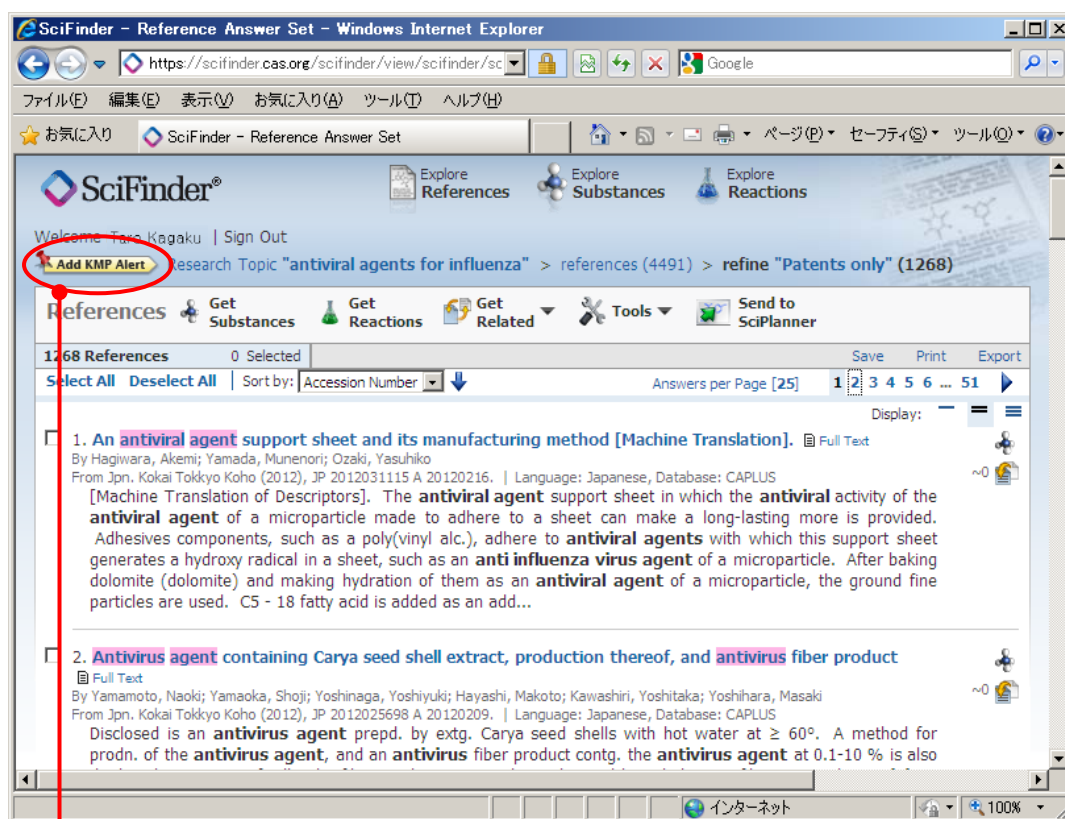 SciFinder - Reference Answer Set - Windows Internet Explorer
https://scifinder.cas.org/scifinder/view/scifinder/sc
Google
ファイル(F) 編集(E) 表示(V) お気に入り(A) ツール(T) ヘルプ(H)
お気に入り SciFinder - Reference Answer Set ページ(P) セーフティ(S) ツール(O)
SciFinder®
Explore References
Explore Substances
Explore Reactions
Welcome Taro Kagaku | Sign Out
Add KMP Alert Research Topic "antiviral agents for influenza" > references (4491) > refine "Patents only" (1268)
References
Get Substances
Get Reactions
Get Related
Tools
Send to SciPlanner
1268 References 0 Selected Save Print Export
Select All Deselect All Sort by: Accession Number Answers per Page [25] 1 2 3 4 5 6 ... 51
Display:
1. An antiviral agent support sheet and its manufacturing method [Machine Translation]. Full Text
By Hagiwara, Akemi; Yamada, Munenori; Ozaki, Yasuhiko
~0
From Jpn. Kokai Tokkyo Koho (2012), JP 2012031115 A 20120216. | Language: Japanese, Database: CAPLUS
[Machine Translation of Descriptors]. The antiviral agent support sheet in which the antiviral activity of the
antiviral agent of a microparticle made to adhere to a sheet can make a long-lasting more is provided.
Adhesives components, such as a poly(vinyl alc.), adhere to antiviral agents with which this support sheet
generates a hydroxy radical in a sheet, such as an anti influenza virus agent of a microparticle. After baking
dolomite (dolomite) and making hydration of them as an antiviral agent of a microparticle, the ground fine
particles are used. C5 - 18 fatty acid is added as an add...
2. Antivirus agent containing Carya seed shell extract, production thereof, and antivirus fiber product
Full Text
By Yamamoto, Naoki; Yamaoka, Shoji; Yoshinaga, Yoshiyuki; Hayashi, Makoto; Kawashiri, Yoshitaka; Yoshihara, Masaki
~0
From Jpn. Kokai Tokkyo Koho (2012), JP 2012025698 A 20120209. | Language: Japanese, Database: CAPLUS
Disclosed is an antivirus agent prepd. by extg. Carya seed shells with hot water at ≥ 60°. A method for
prodn. of the antivirus agent, and an antivirus fiber product contg. the antivirus agent at 0.1-10 % is also
インターネット 100%